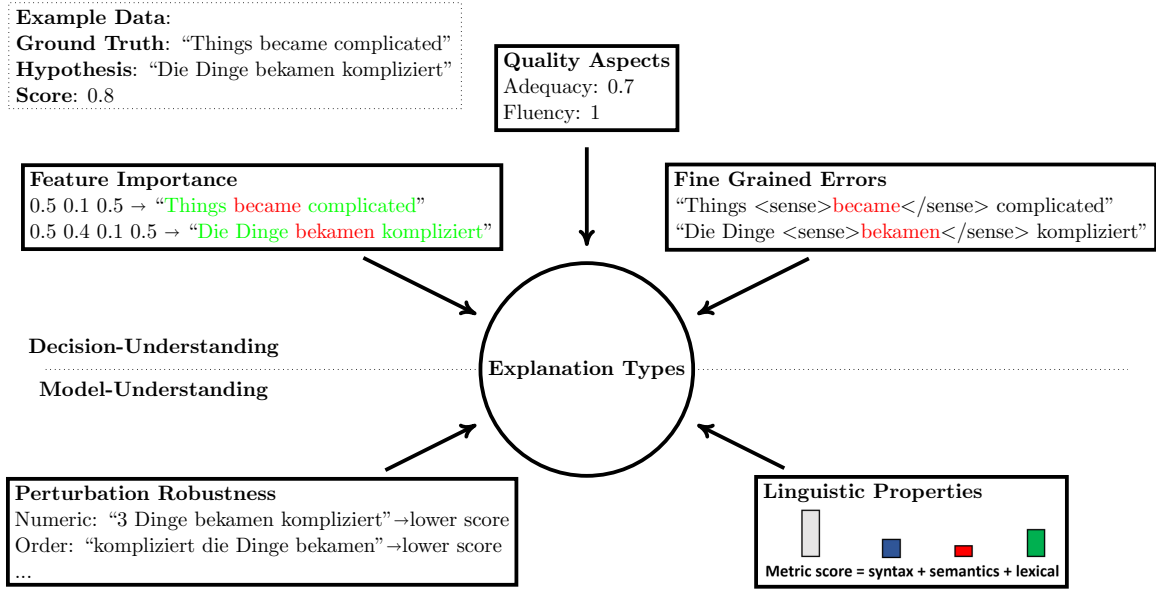 Example Data:
Ground Truth: “Things became complicated”
Hypothesis: “Die Dinge bekamen kompliziert”
Score: 0.8
Quality Aspects
Adequacy: 0.7
Fluency: 1
Feature Importance
0.5 0.1 0.5 → “Things became complicated”
0.5 0.4 0.1 0.5 → “Die Dinge bekamen kompliziert”
Fine Grained Errors
“Things <sense>became</sense> complicated”
“Die Dinge <sense>bekamen</sense> kompliziert”
Decision-Understanding
Explanation Types
Model-Understanding
Perturbation Robustness
Numeric: “3 Dinge bekamen kompliziert”→lower score
Order: “kompliziert die Dinge bekamen”→lower score
...
Linguistic Properties
Metric score = syntax + semantics + lexical